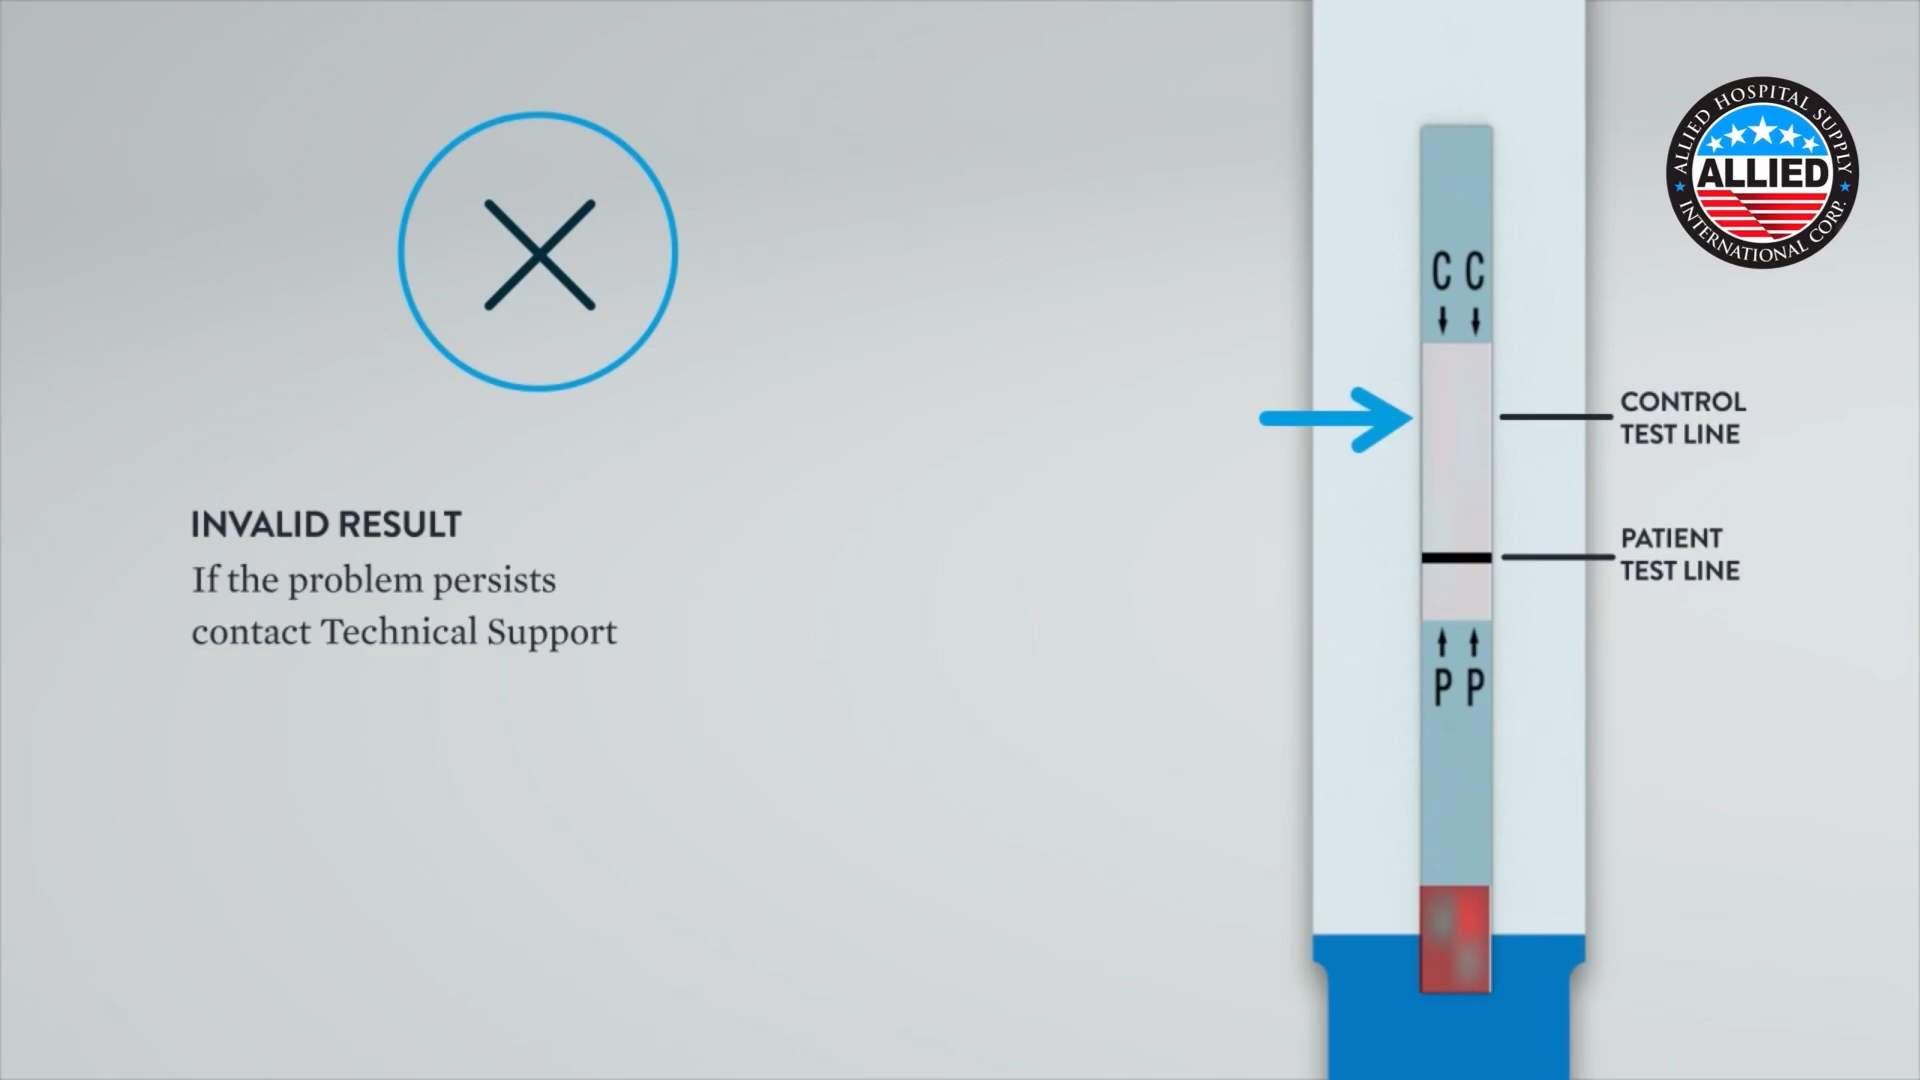 INVALID RESULT
If the problem persists
contact Technical Support
C C
CONTROL
TEST LINE
PATIENT
TEST LINE
P P
ALLIED HOSPITAL SUPPLY
ALLIED
INTERNATIONAL CORP.